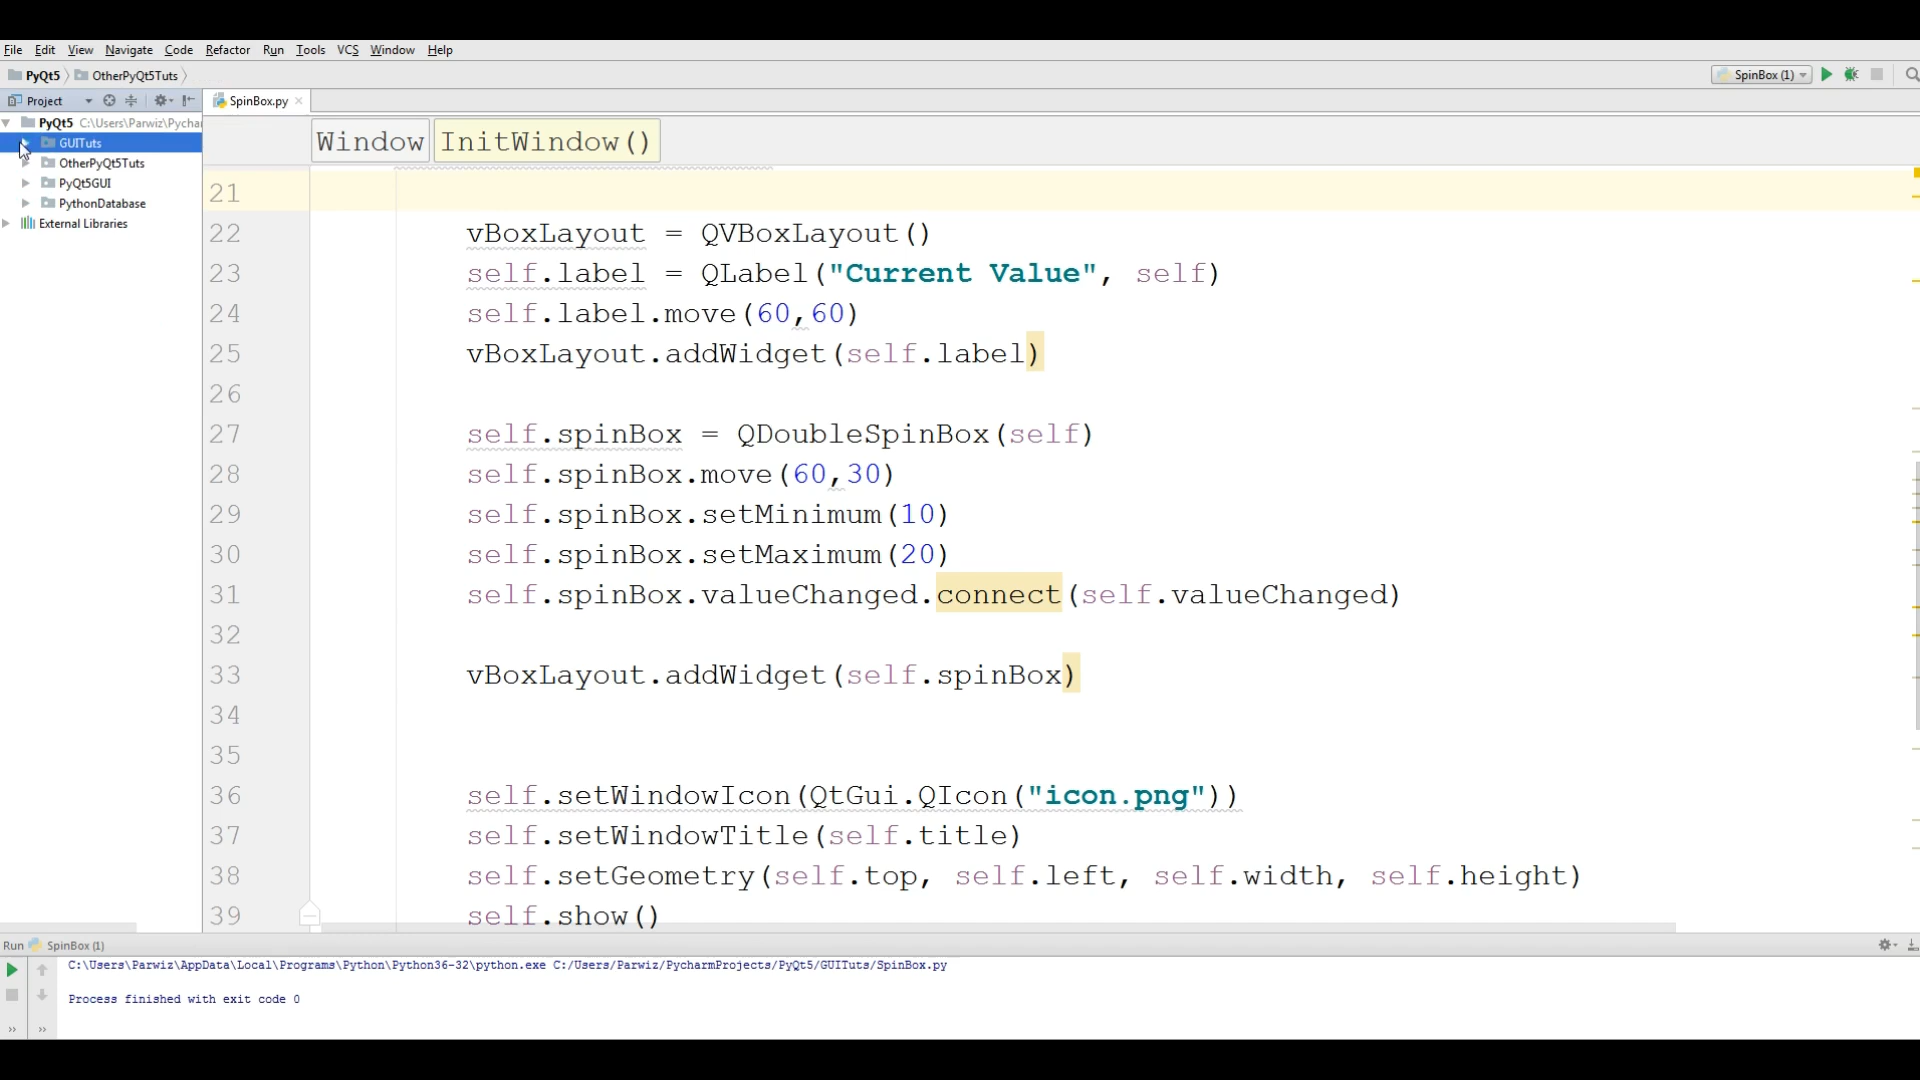 File Edit View Navigate Code Refactor Run Tools VCS Window Help
PyQt5 OtherPyQt5Tuts SpinBox (1)
Project SpinBox.py
PyQt5 C:\Users\Parwiz\Pychar
GUITuts
OtherPyQt5Tuts
PyQt5GUI
PythonDatabase
External Libraries
Window InitWindow()
21
22 vBoxLayout = QVBoxLayout()
23 self.label = QLabel("Current Value", self)
24 self.label.move(60,60)
25 vBoxLayout.addWidget(self.label)
26
27 self.spinBox = QDoubleSpinBox(self)
28 self.spinBox.move(60,30)
29 self.spinBox.setMinimum(10)
30 self.spinBox.setMaximum(20)
31 self.spinBox.valueChanged.connect(self.valueChanged)
32
33 vBoxLayout.addWidget(self.spinBox)
34
35
36 self.setWindowIcon(QtGui.QIcon("icon.png"))
37 self.setWindowTitle(self.title)
38 self.setGeometry(self.top, self.left, self.width, self.height)
39 self.show()
Run SpinBox (1)
C:\Users\Parwiz\AppData\Local\Programs\Python\Python36-32\python.exe C:/Users/Parwiz/PycharmProjects/PyQt5/GUITuts/SpinBox.py
Process finished with exit code 0